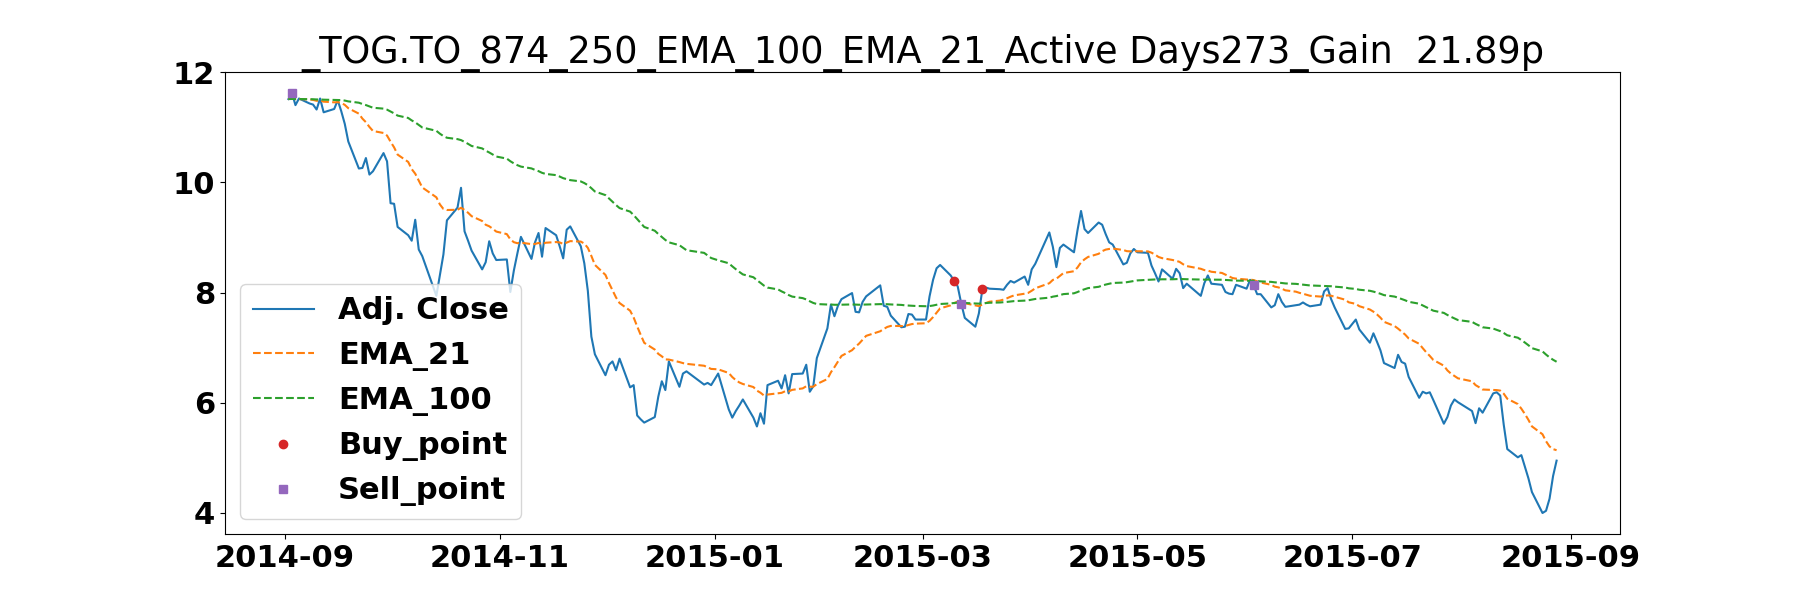 _TOG.TO_874_250_EMA_100_EMA_21_Active Days273_Gain  21.89p
12
10
8
6
4
Adj. Close
EMA_21
EMA_100
Buy_point
Sell_point
2014-09 2014-11 2015-01 2015-03 2015-05 2015-07 2015-09